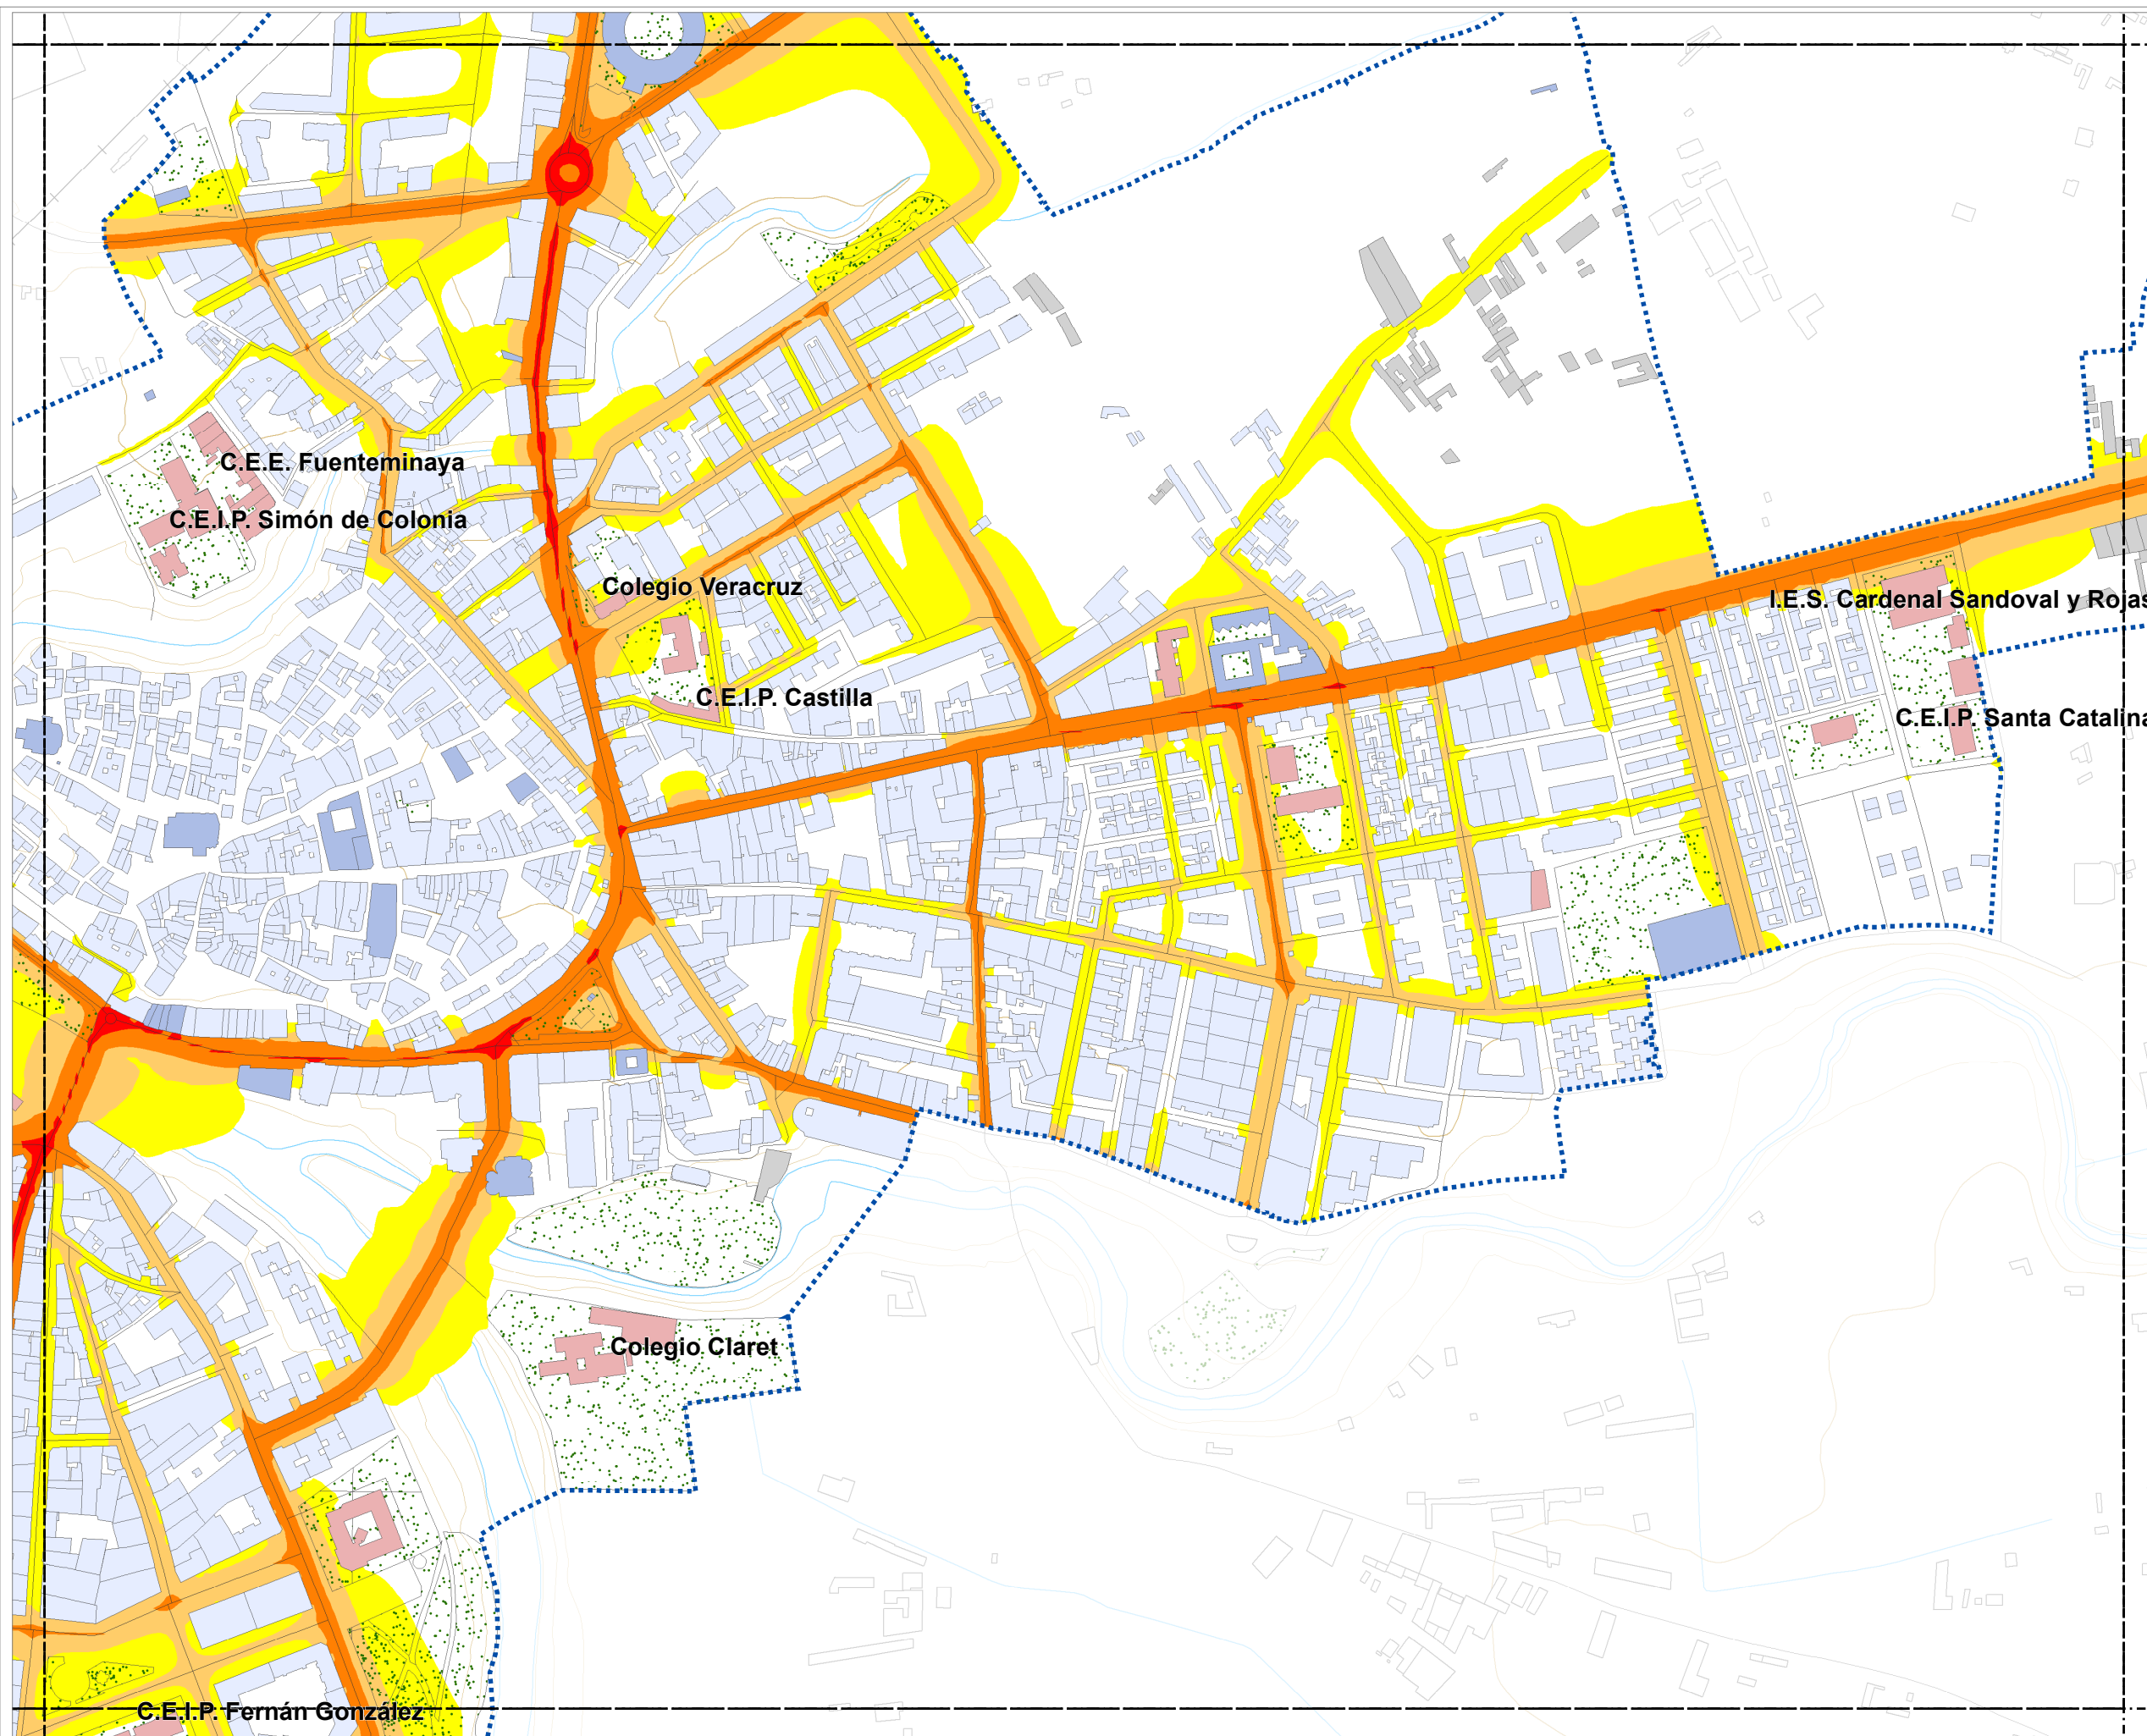 C.E.E. Fuenteminaya
C.E.I.P. Simón de Colonia
Colegio Veracruz
I.E.S. Cardenal Sandoval y Rojas
C.E.I.P. Castilla
C.E.I.P. Santa Catalina
Colegio Claret
C.E.I.P. Fernán González